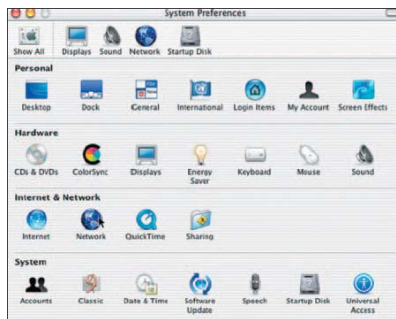 System Preferences
Show All Displays Sound Network Startup Disk
Personal
Desktop Dock General International Login Items My Account Screen Effects
Hardware
CDs & DVDs ColorSync Displays Energy Saver Keyboard Mouse Sound
Internet & Network
Internet Network QuickTime Sharing
System
Accounts Classic Date & Time Software Update Speech Startup Disk Universal Access